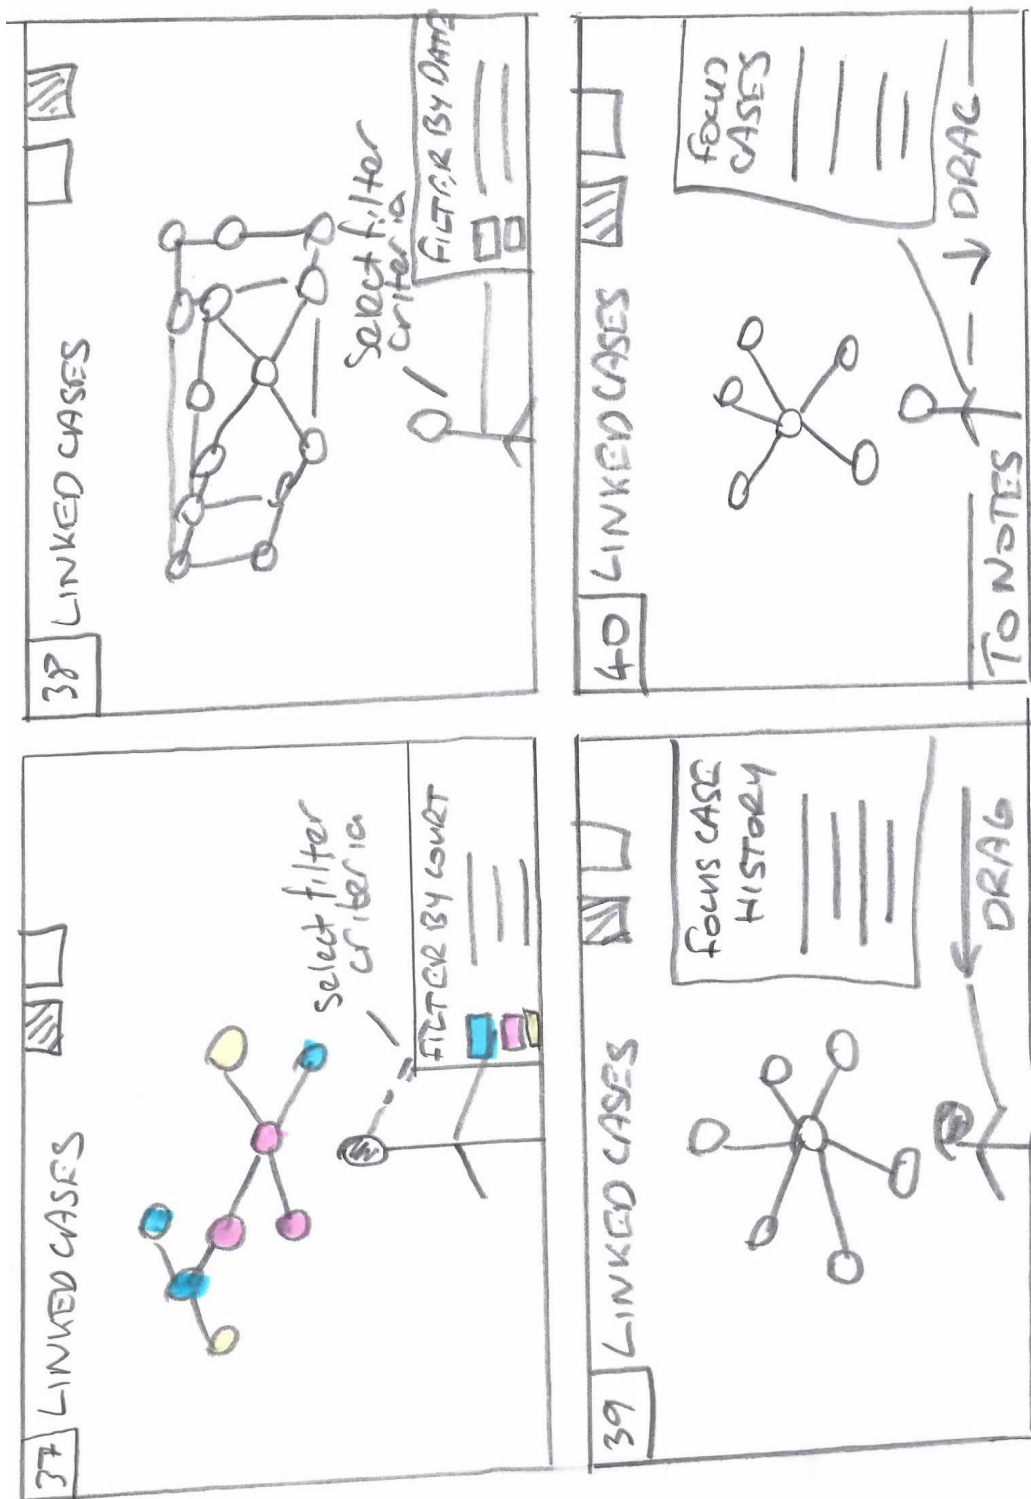 37
LINKED CASES
select filter
criteria
FILTER BY COURT
38
LINKED CASES
select filter
criteria
FILTER BY DATE
39
LINKED CASES
FOCUS CASE
HISTORY
DRAG
40
LINKED CASES
FOCUS
CASES
DRAG
TO NOTES